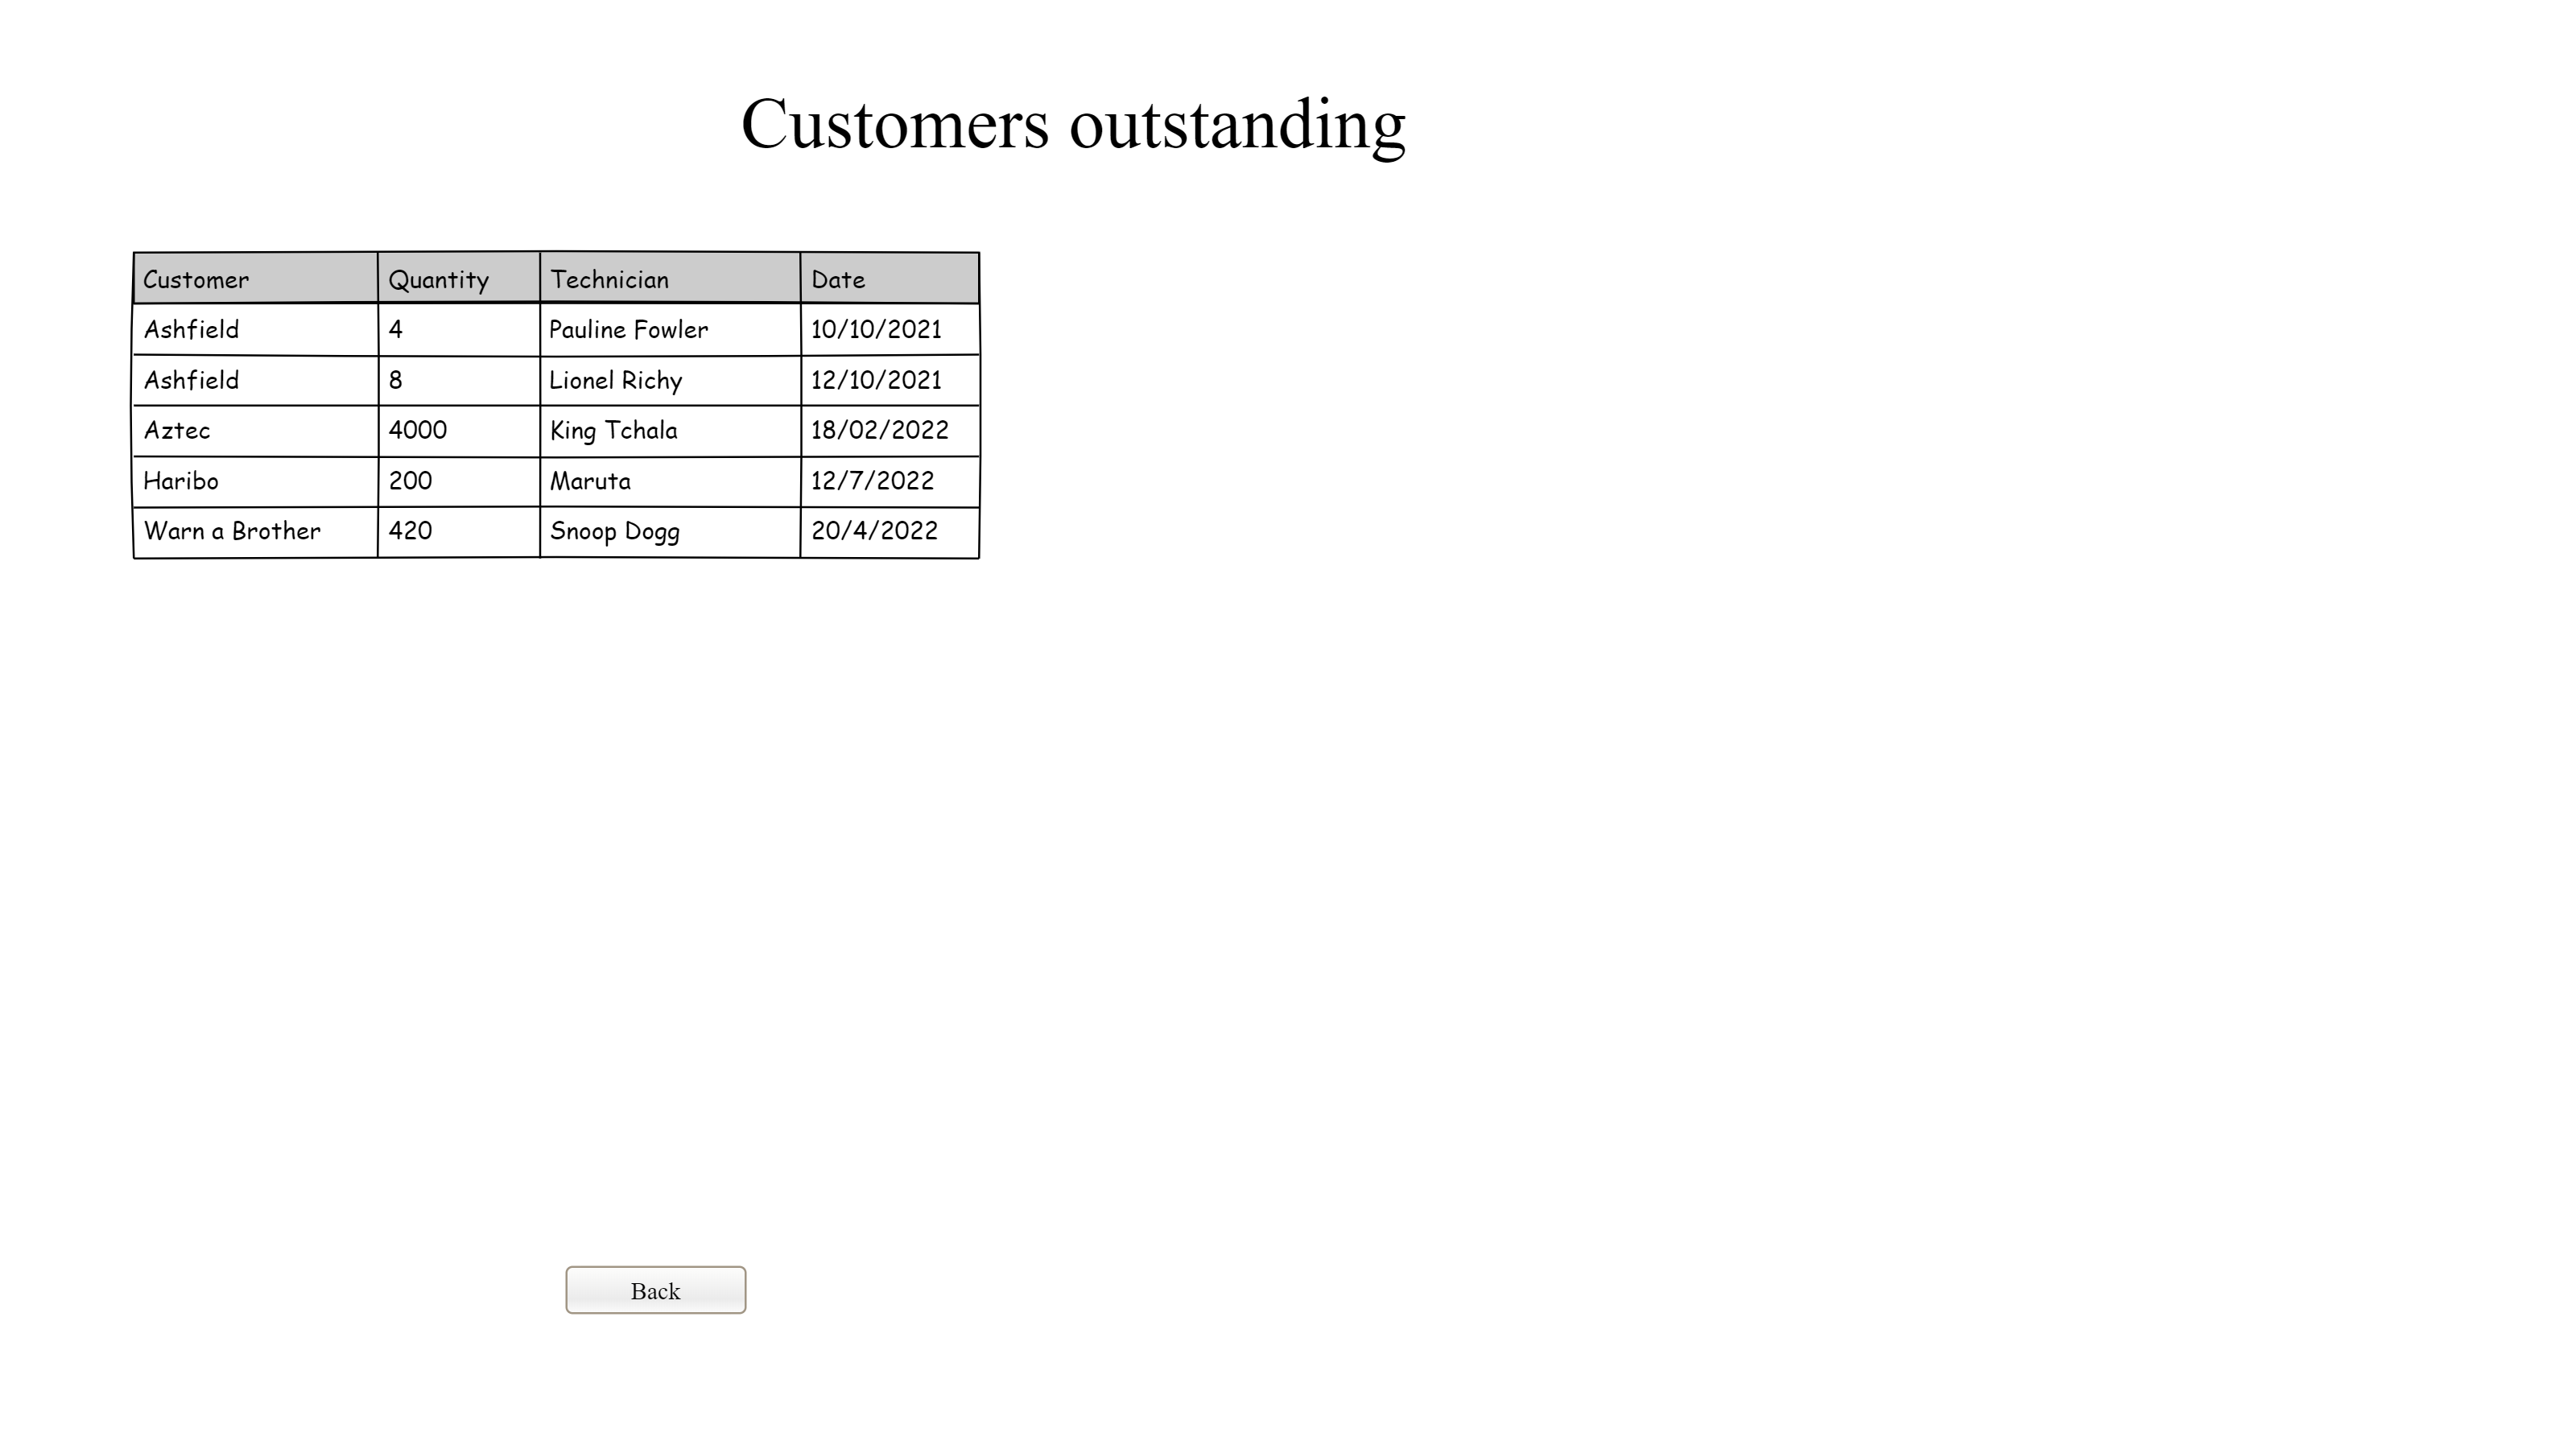 Customers outstanding
Customer Quantity Technician Date
Ashfield 4 Pauline Fowler 10/10/2021
Ashfield 8 Lionel Richy 12/10/2021
Aztec 4000 King Tchala 18/02/2022
Haribo 200 Maruta 12/7/2022
Warn a Brother 420 Snoop Dogg 20/4/2022
Back